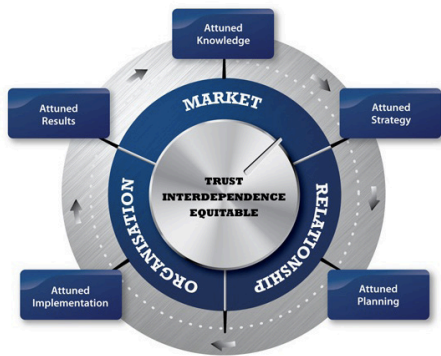 Attuned
Knowledge
Attuned
Results
Attuned
Strategy
MARKET
TRUST
INTERDEPENDENCE
EQUITABLE
ORGANISATION
RELATIONSHIP
Attuned
Implementation
Attuned
Planning